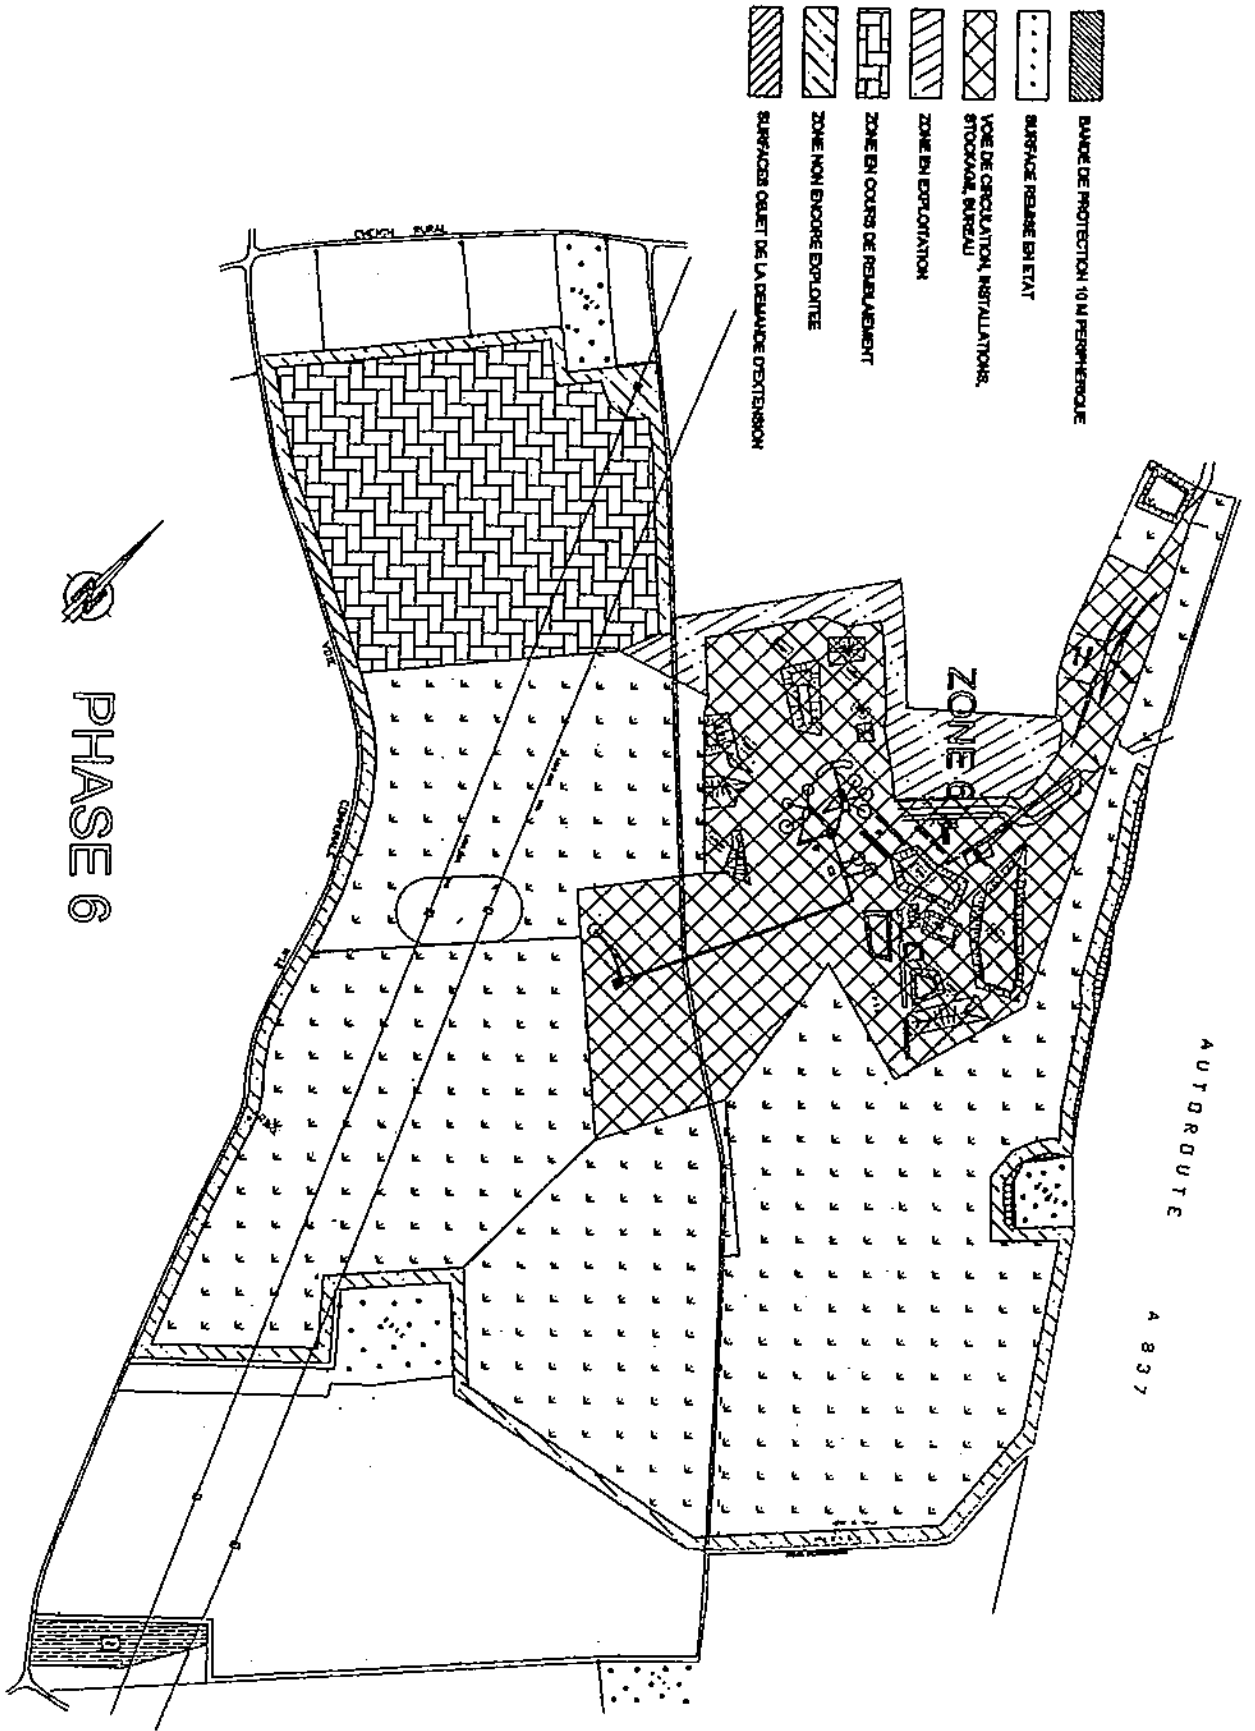 BANDE DE PROTECTION 10 M PERIPHERIQUE
SURFACE REMISE EN ETAT
VOIE DE CIRCULATION, INSTALLATIONS,
STOCKAGE, BUREAU
ZONE EN EXPLOITATION
ZONE EN COURS DE REMBLAIEMENT
ZONE NON ENCORE EXPLOITEE
SURFACES OBJET DE LA DEMANDE D'EXTENSION
CHEMIN RURAL
ZONE 6
VOIE
COMMUNALE
AUTOROUTE
A 837
PHASE 6